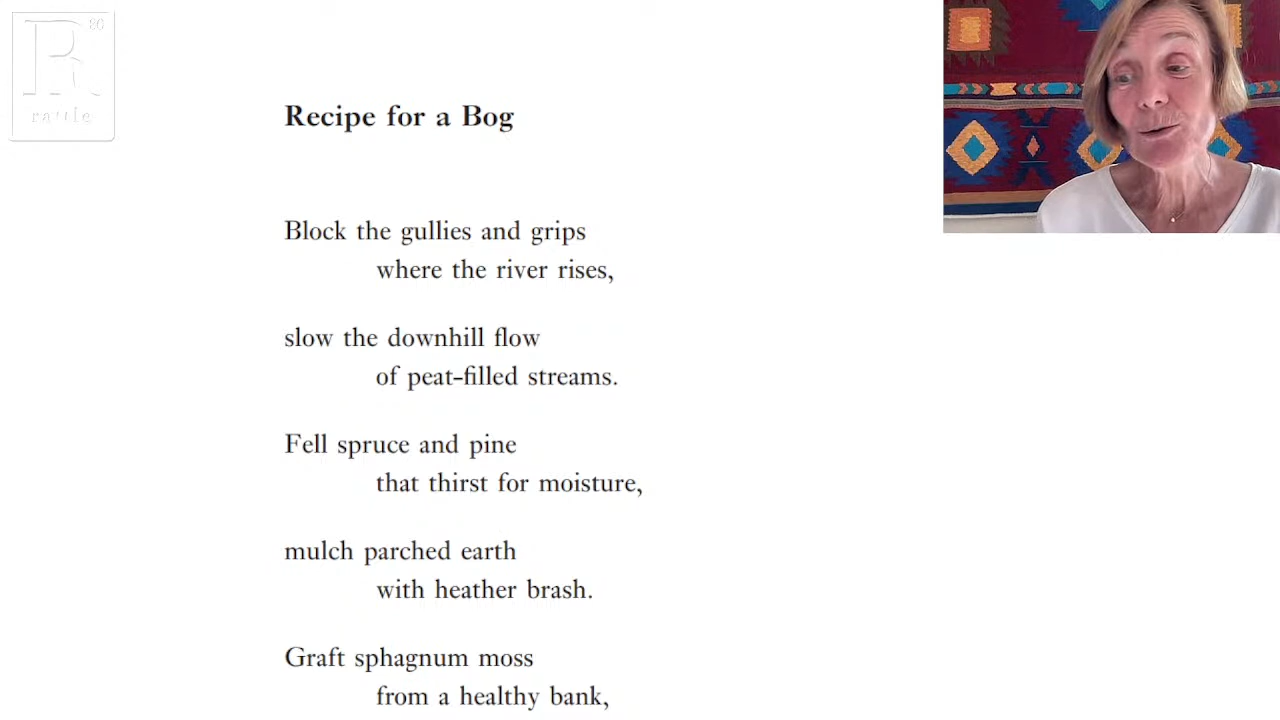 R
80
rattle
Recipe for a Bog
Block the gullies and grips
where the river rises,
slow the downhill flow
of peat-filled streams.
Fell spruce and pine
that thirst for moisture,
mulch parched earth
with heather brash.
Graft sphagnum moss
from a healthy bank,